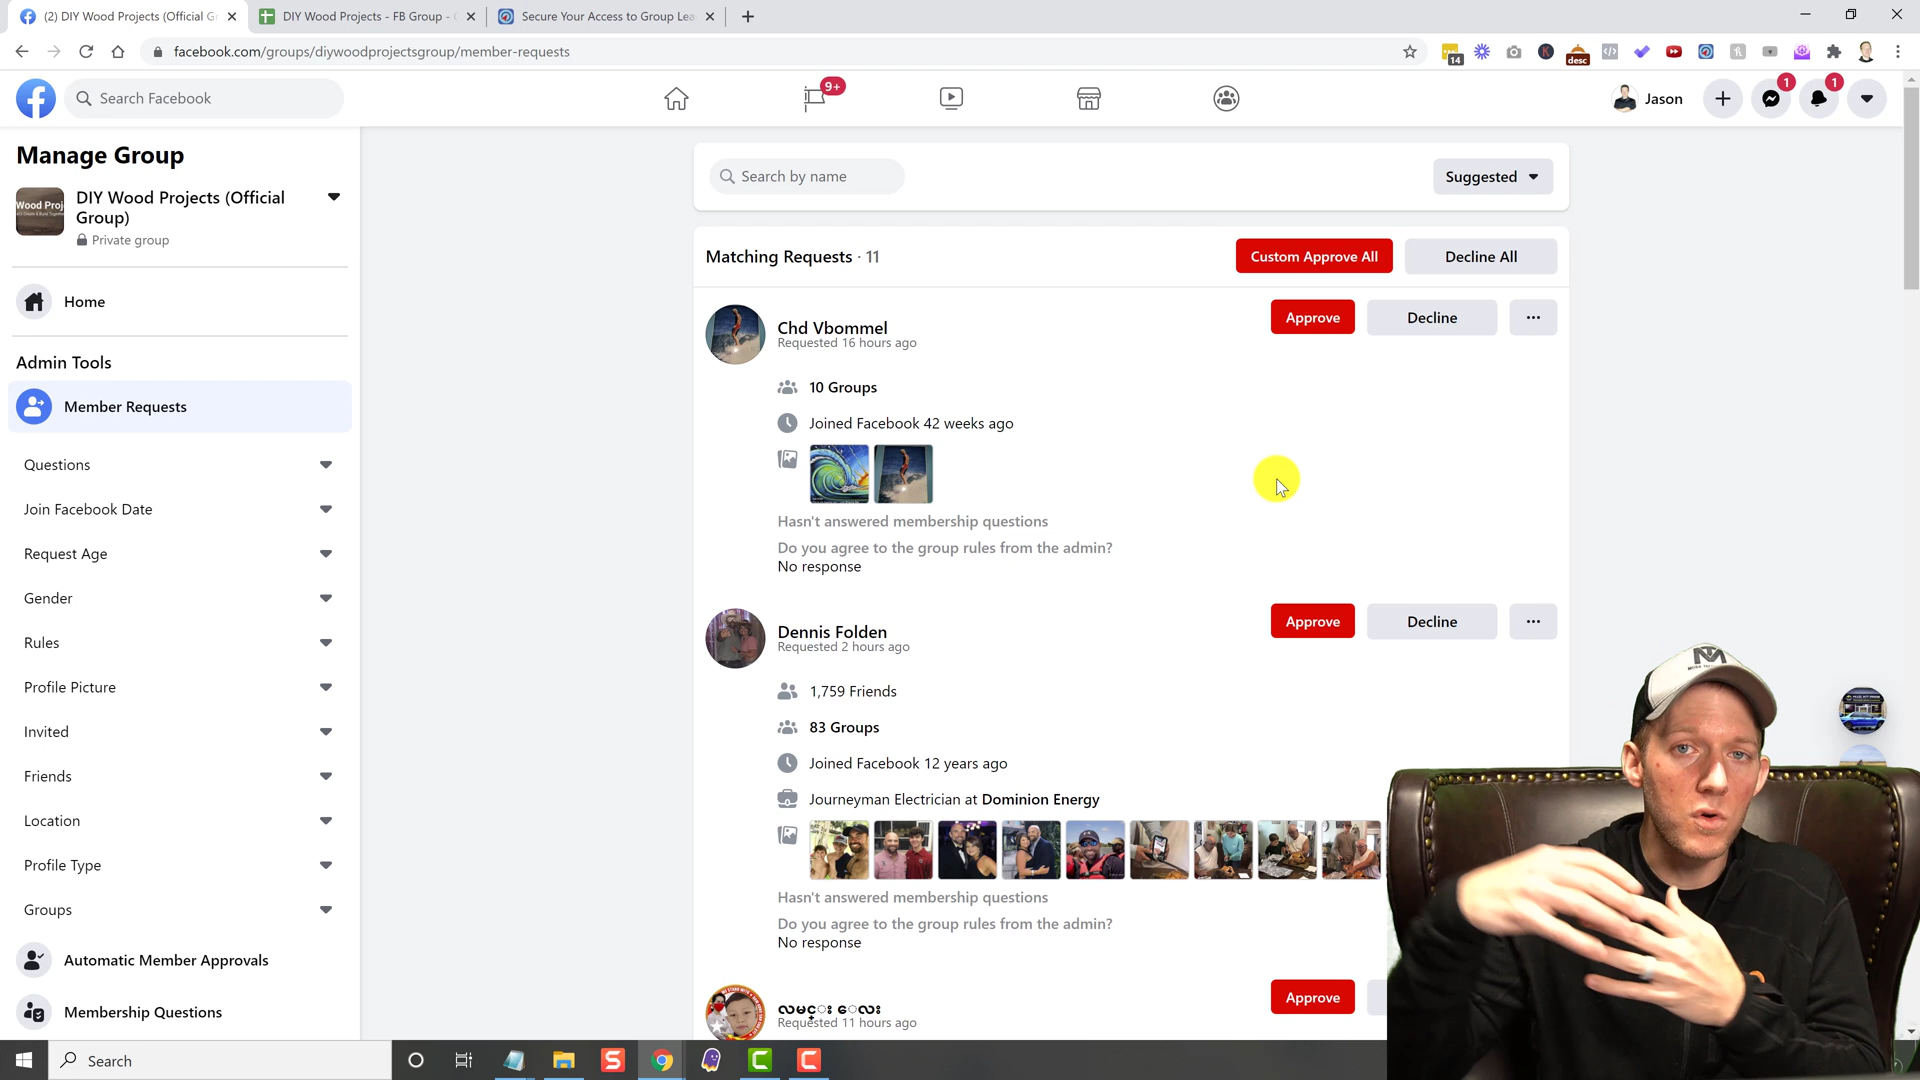 (2) DIY Wood Projects (Official Gr
DIY Wood Projects - FB Group -
Secure Your Access to Group Lea
facebook.com/groups/diywoodprojectsgroup/member-requests
14
desc
Search Facebook
9+
Jason
1
1
Manage Group
DIY Wood Projects (Official
Group)
Private group
Home
Admin Tools
Member Requests
Questions
Join Facebook Date
Request Age
Gender
Rules
Profile Picture
Invited
Friends
Location
Profile Type
Groups
Automatic Member Approvals
Membership Questions
Search by name
Suggested
Matching Requests · 11
Custom Approve All
Decline All
Chd Vbommel
Requested 16 hours ago
Approve
Decline
10 Groups
Joined Facebook 42 weeks ago
Hasn't answered membership questions
Do you agree to the group rules from the admin?
No response
Dennis Folden
Requested 2 hours ago
Approve
Decline
1,759 Friends
83 Groups
Joined Facebook 12 years ago
Journeyman Electrician at Dominion Energy
Hasn't answered membership questions
Do you agree to the group rules from the admin?
No response
Requested 11 hours ago
Approve
Search